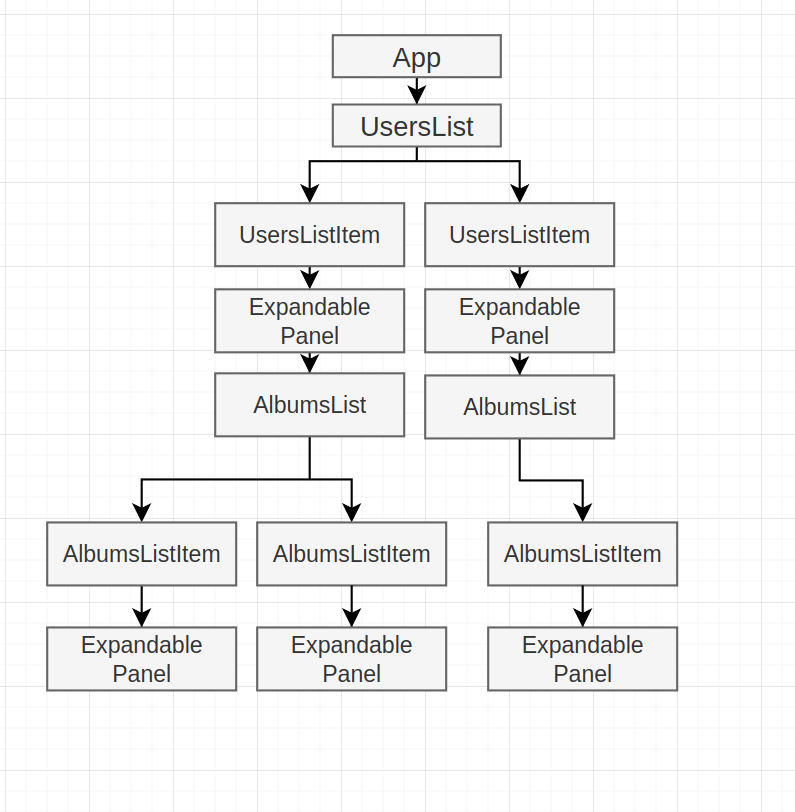 App
UsersList
UsersListItem
UsersListItem
Expandable
Panel
Expandable
Panel
AlbumsList
AlbumsList
AlbumsListItem
AlbumsListItem
AlbumsListItem
Expandable
Panel
Expandable
Panel
Expandable
Panel